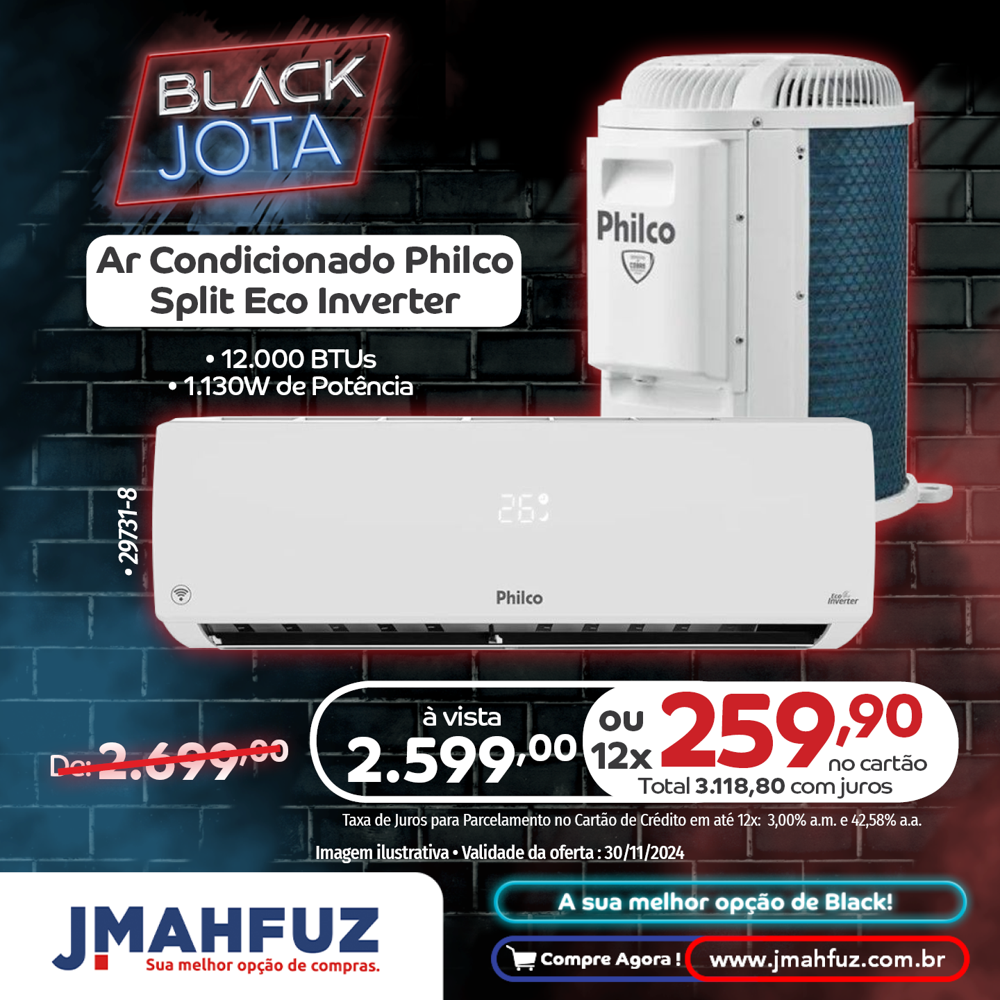 BLACK
JOTA
Ar Condicionado Philco
Split Eco Inverter
• 12.000 BTUs
• 1.130W de Potência
Philco
COBRE
• 29731-8
26
Philco
Eco
Inverter
De: 2.699,00
à vista
2.599,00
ou
12x 259,90
no cartão
Total 3.118,80 com juros
Taxa de Juros para Parcelamento no Cartão de Crédito em até 12x: 3,00% a.m. e 42,58% a.a.
Imagem ilustrativa • Validade da oferta : 30/11/2024
JMAHFUZ
Sua melhor opção de compras.
A sua melhor opção de Black!
Compre Agora !
www.jmahfuz.com.br